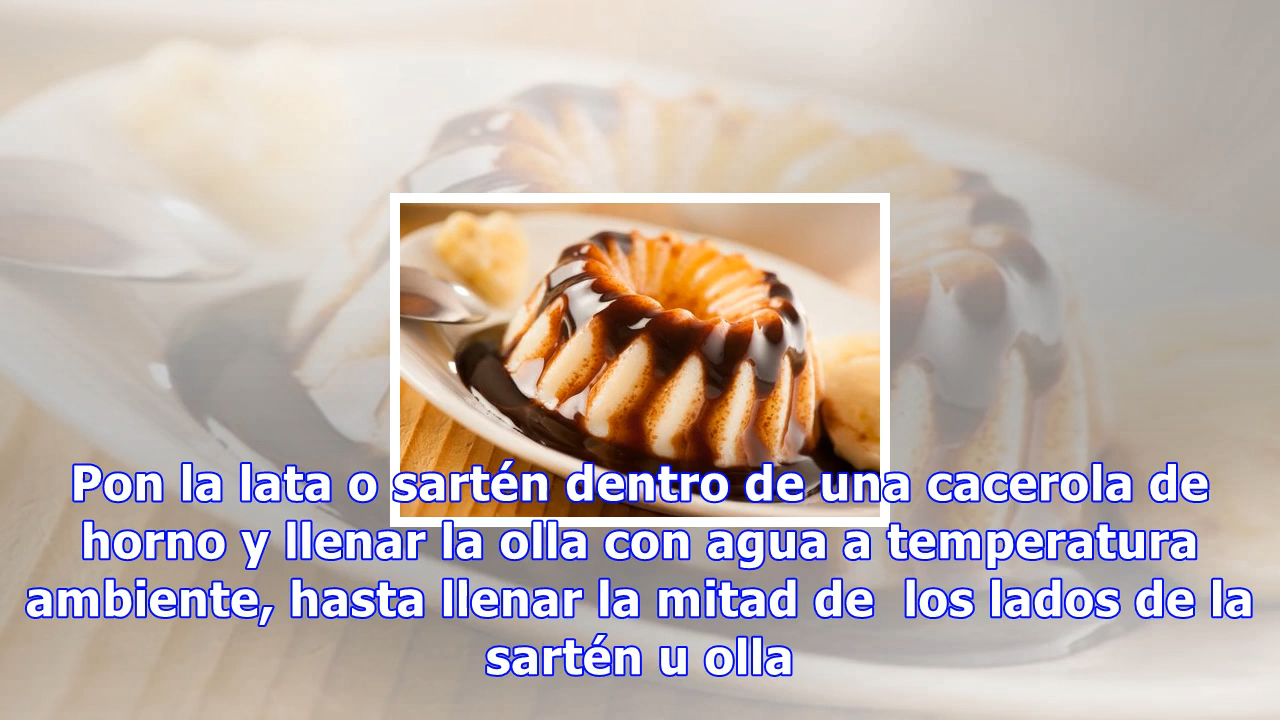 Pon la lata o sartén dentro de una cacerola de
horno y llenar la olla con agua a temperatura
ambiente, hasta llenar la mitad de  los lados de la
sartén u olla